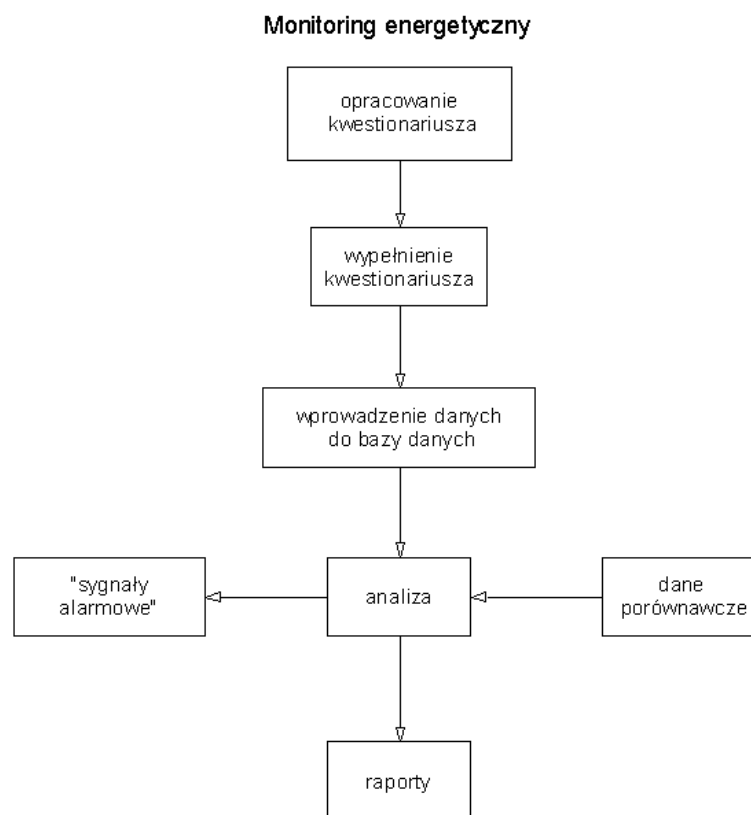 Monitoring energetyczny
opracowanie
kwestionariusza
wypełnienie
kwestionariusza
wprowadzenie danych
do bazy danych
"sygnały
alarmowe"
analiza
dane
porównawcze
raporty